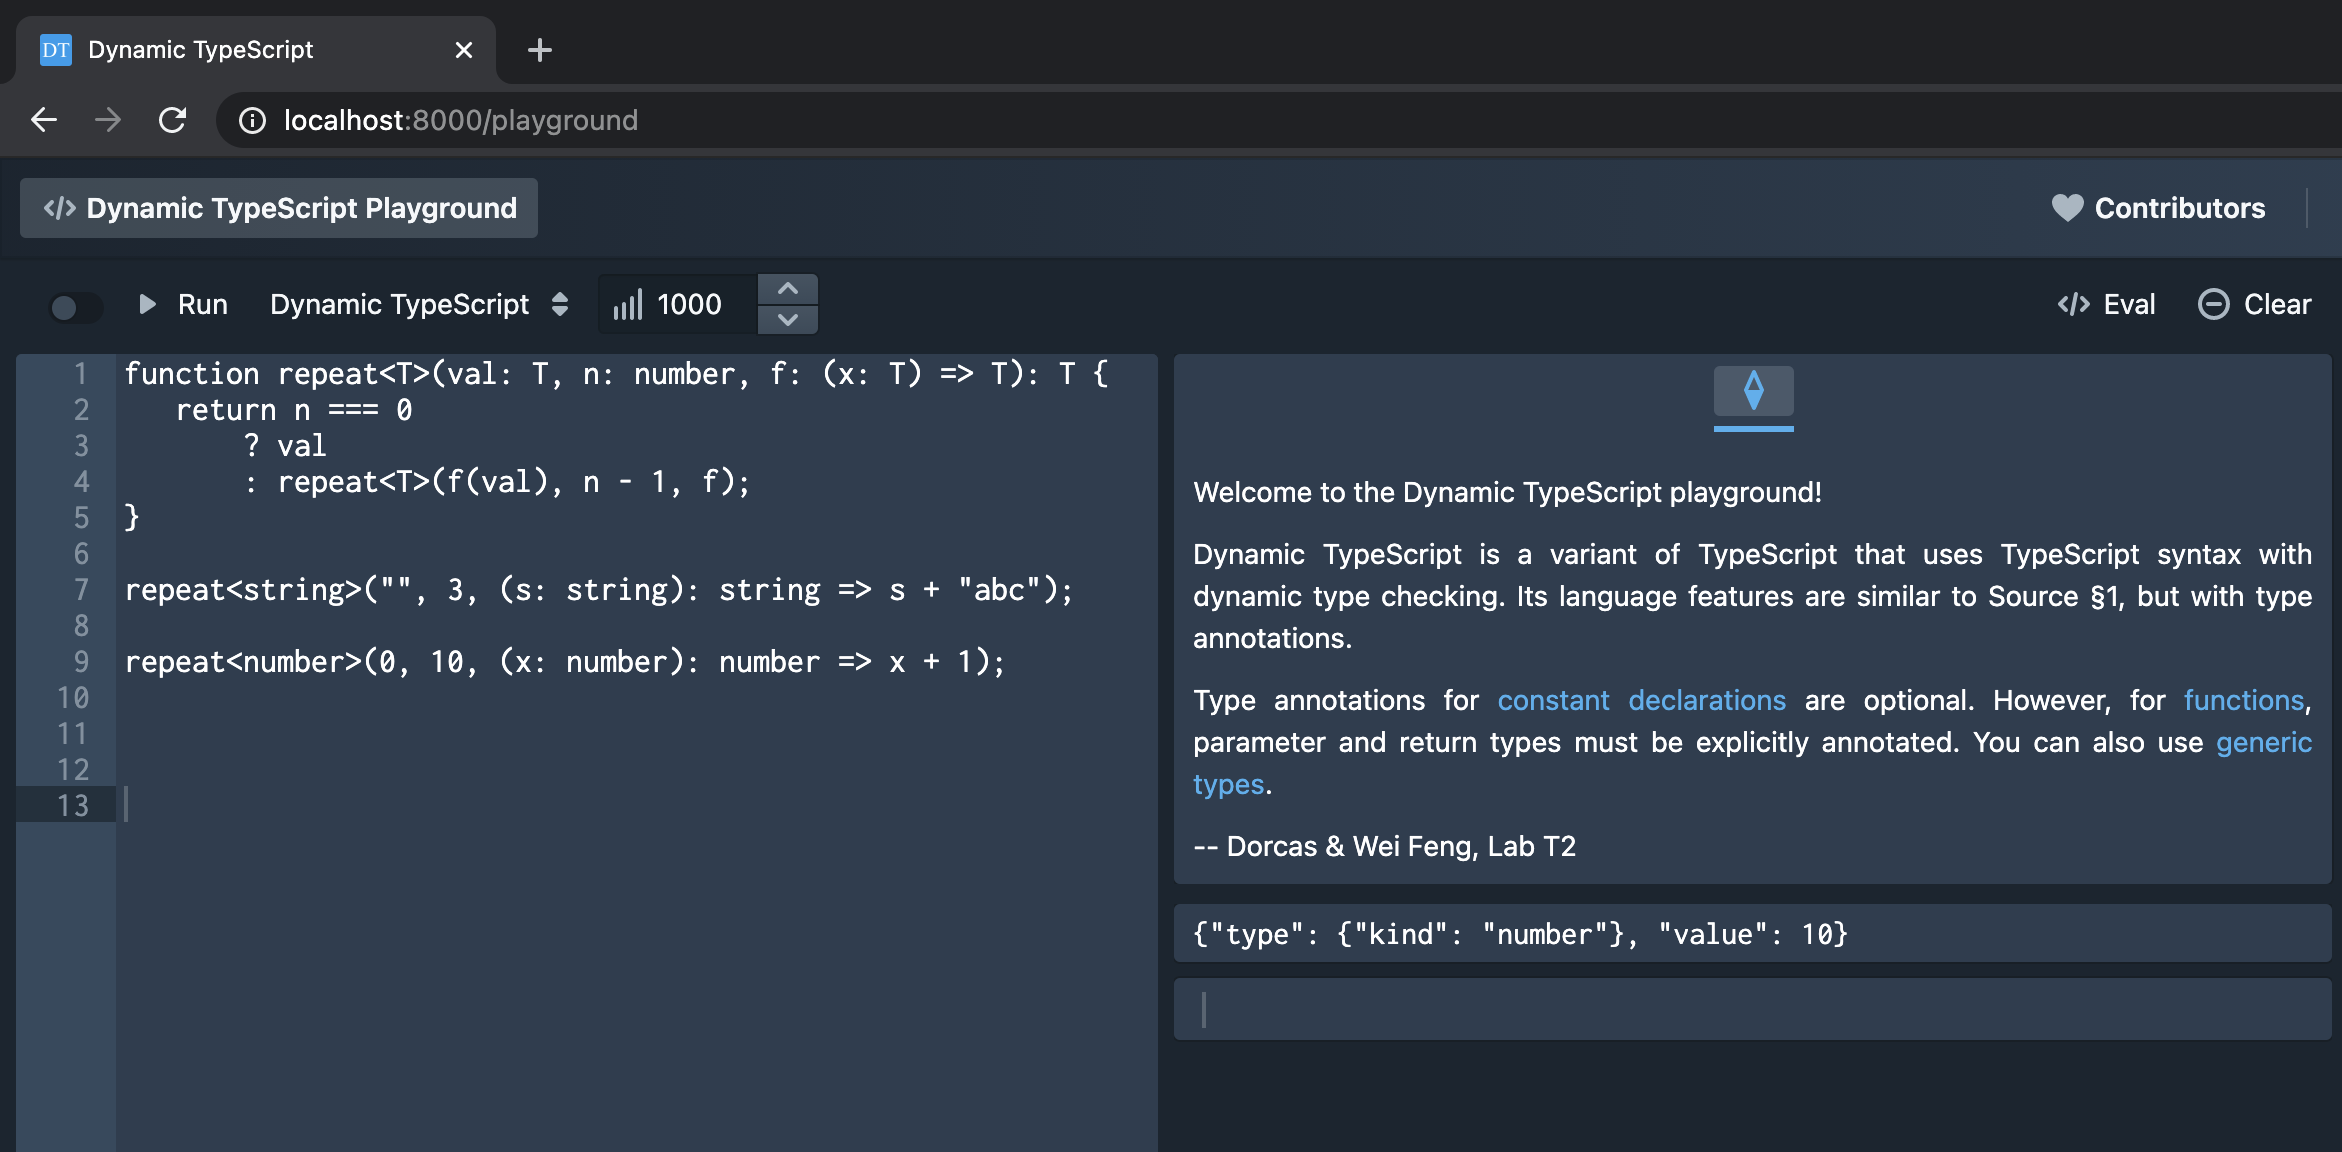 DT Dynamic TypeScript
localhost:8000/playground
</> Dynamic TypeScript Playground
Contributors
Run Dynamic TypeScript 1000
</> Eval Clear
1 function repeat<T>(val: T, n: number, f: (x: T) => T): T {
2    return n === 0
3        ? val
4        : repeat<T>(f(val), n - 1, f);
5 }
6
7 repeat<string>("", 3, (s: string): string => s + "abc");
8
9 repeat<number>(0, 10, (x: number): number => x + 1);
10
11
12
13
Welcome to the Dynamic TypeScript playground!
Dynamic TypeScript is a variant of TypeScript that uses TypeScript syntax with
dynamic type checking. Its language features are similar to Source §1, but with type
annotations.
Type annotations for constant declarations are optional. However, for functions,
parameter and return types must be explicitly annotated. You can also use generic
types.
-- Dorcas & Wei Feng, Lab T2
{"type": {"kind": "number"}, "value": 10}